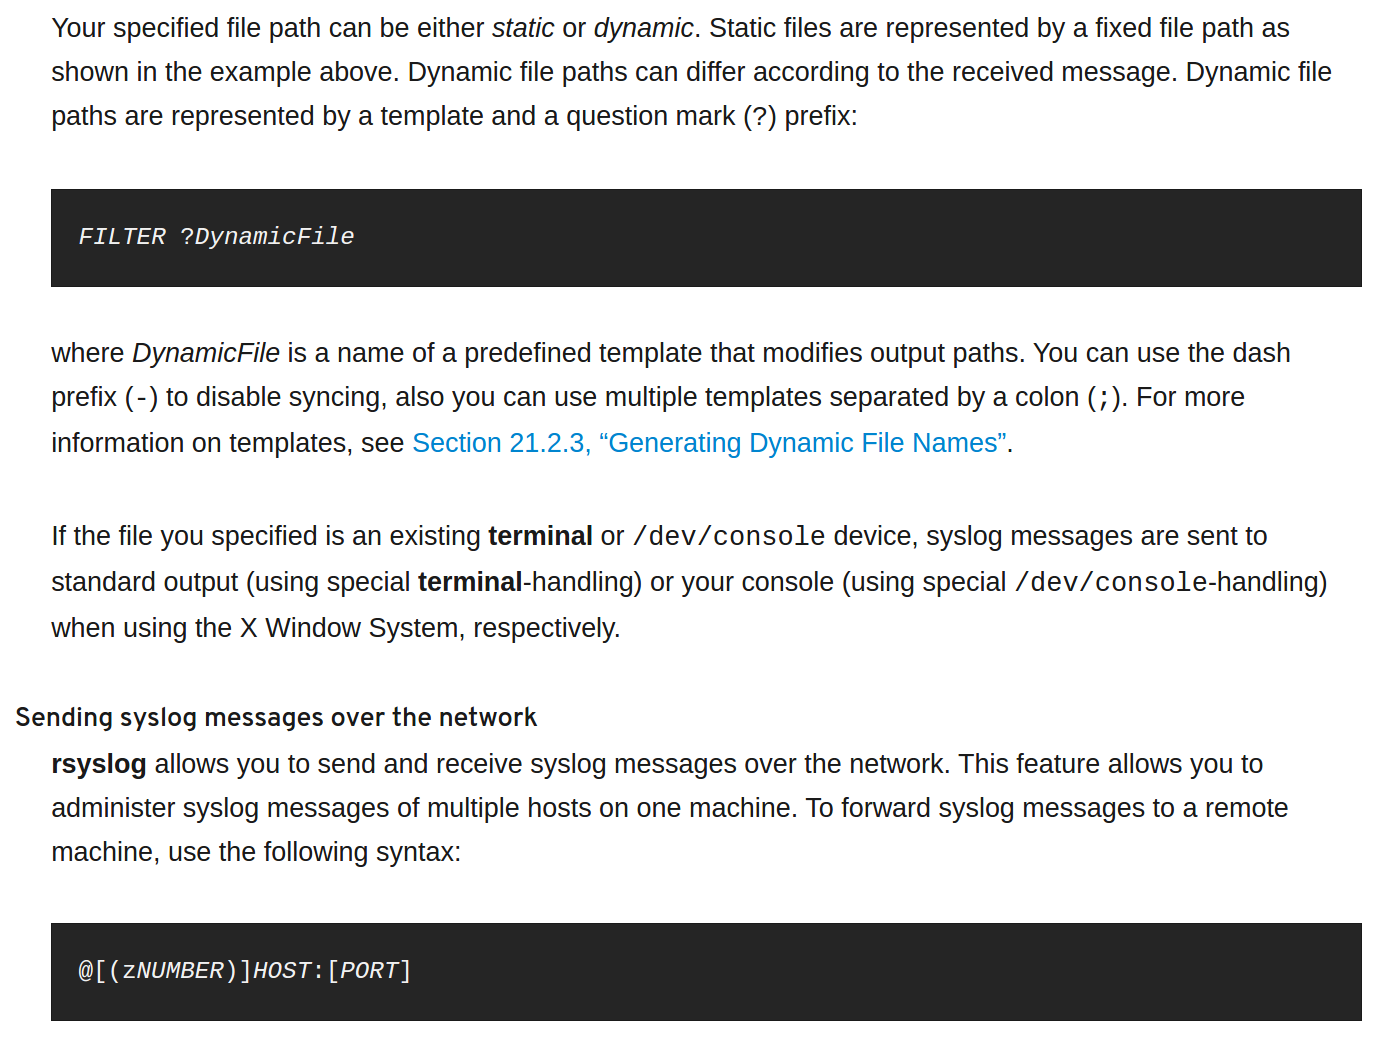 Your specified file path can be either static or dynamic. Static files are represented by a fixed file path as
shown in the example above. Dynamic file paths can differ according to the received message. Dynamic file
paths are represented by a template and a question mark (?) prefix:
FILTER ?DynamicFile
where DynamicFile is a name of a predefined template that modifies output paths. You can use the dash
prefix (-) to disable syncing, also you can use multiple templates separated by a colon (;). For more
information on templates, see Section 21.2.3, “Generating Dynamic File Names”.
If the file you specified is an existing terminal or /dev/console device, syslog messages are sent to
standard output (using special terminal-handling) or your console (using special /dev/console-handling)
when using the X Window System, respectively.
Sending syslog messages over the network
rsyslog allows you to send and receive syslog messages over the network. This feature allows you to
administer syslog messages of multiple hosts on one machine. To forward syslog messages to a remote
machine, use the following syntax:
@[(zNUMBER)]HOST:[PORT]